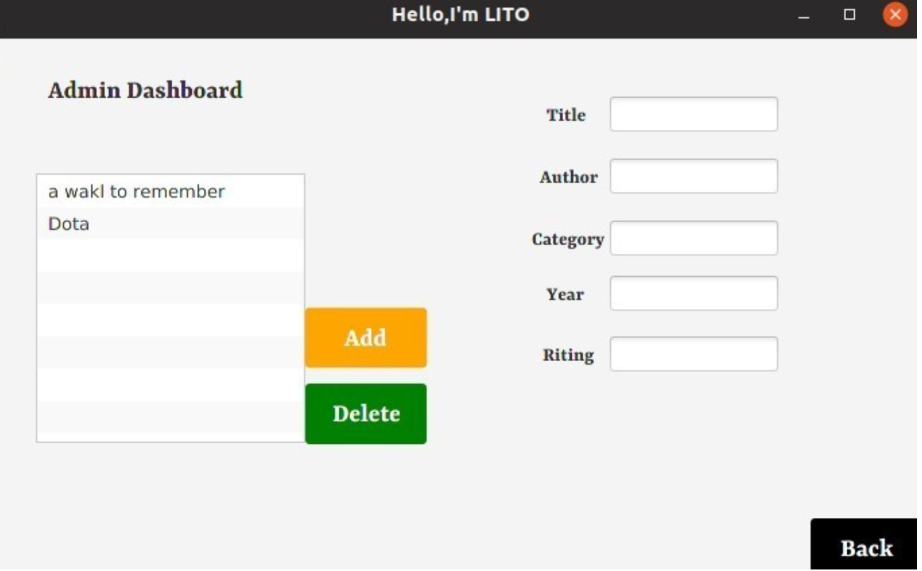 Hello,I'm LITO
Admin Dashboard
a wakl to remember
Dota
Add
Delete
Title
Author
Category
Year
Riting
Back